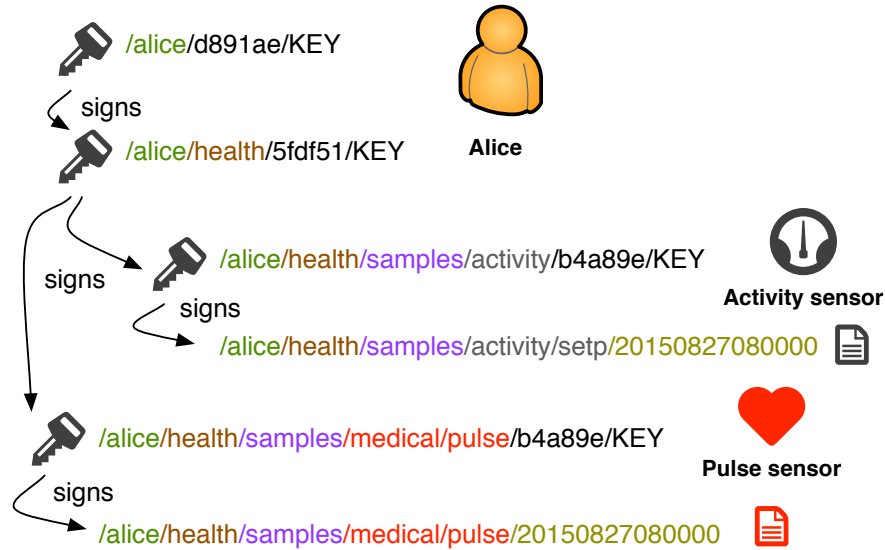 /alice/d891ae/KEY
signs
/alice/health/5fdf51/KEY
Alice
/alice/health/samples/activity/b4a89e/KEY
signs
Activity sensor
signs
/alice/health/samples/activity/setp/20150827080000
/alice/health/samples/medical/pulse/b4a89e/KEY
Pulse sensor
signs
/alice/health/samples/medical/pulse/20150827080000